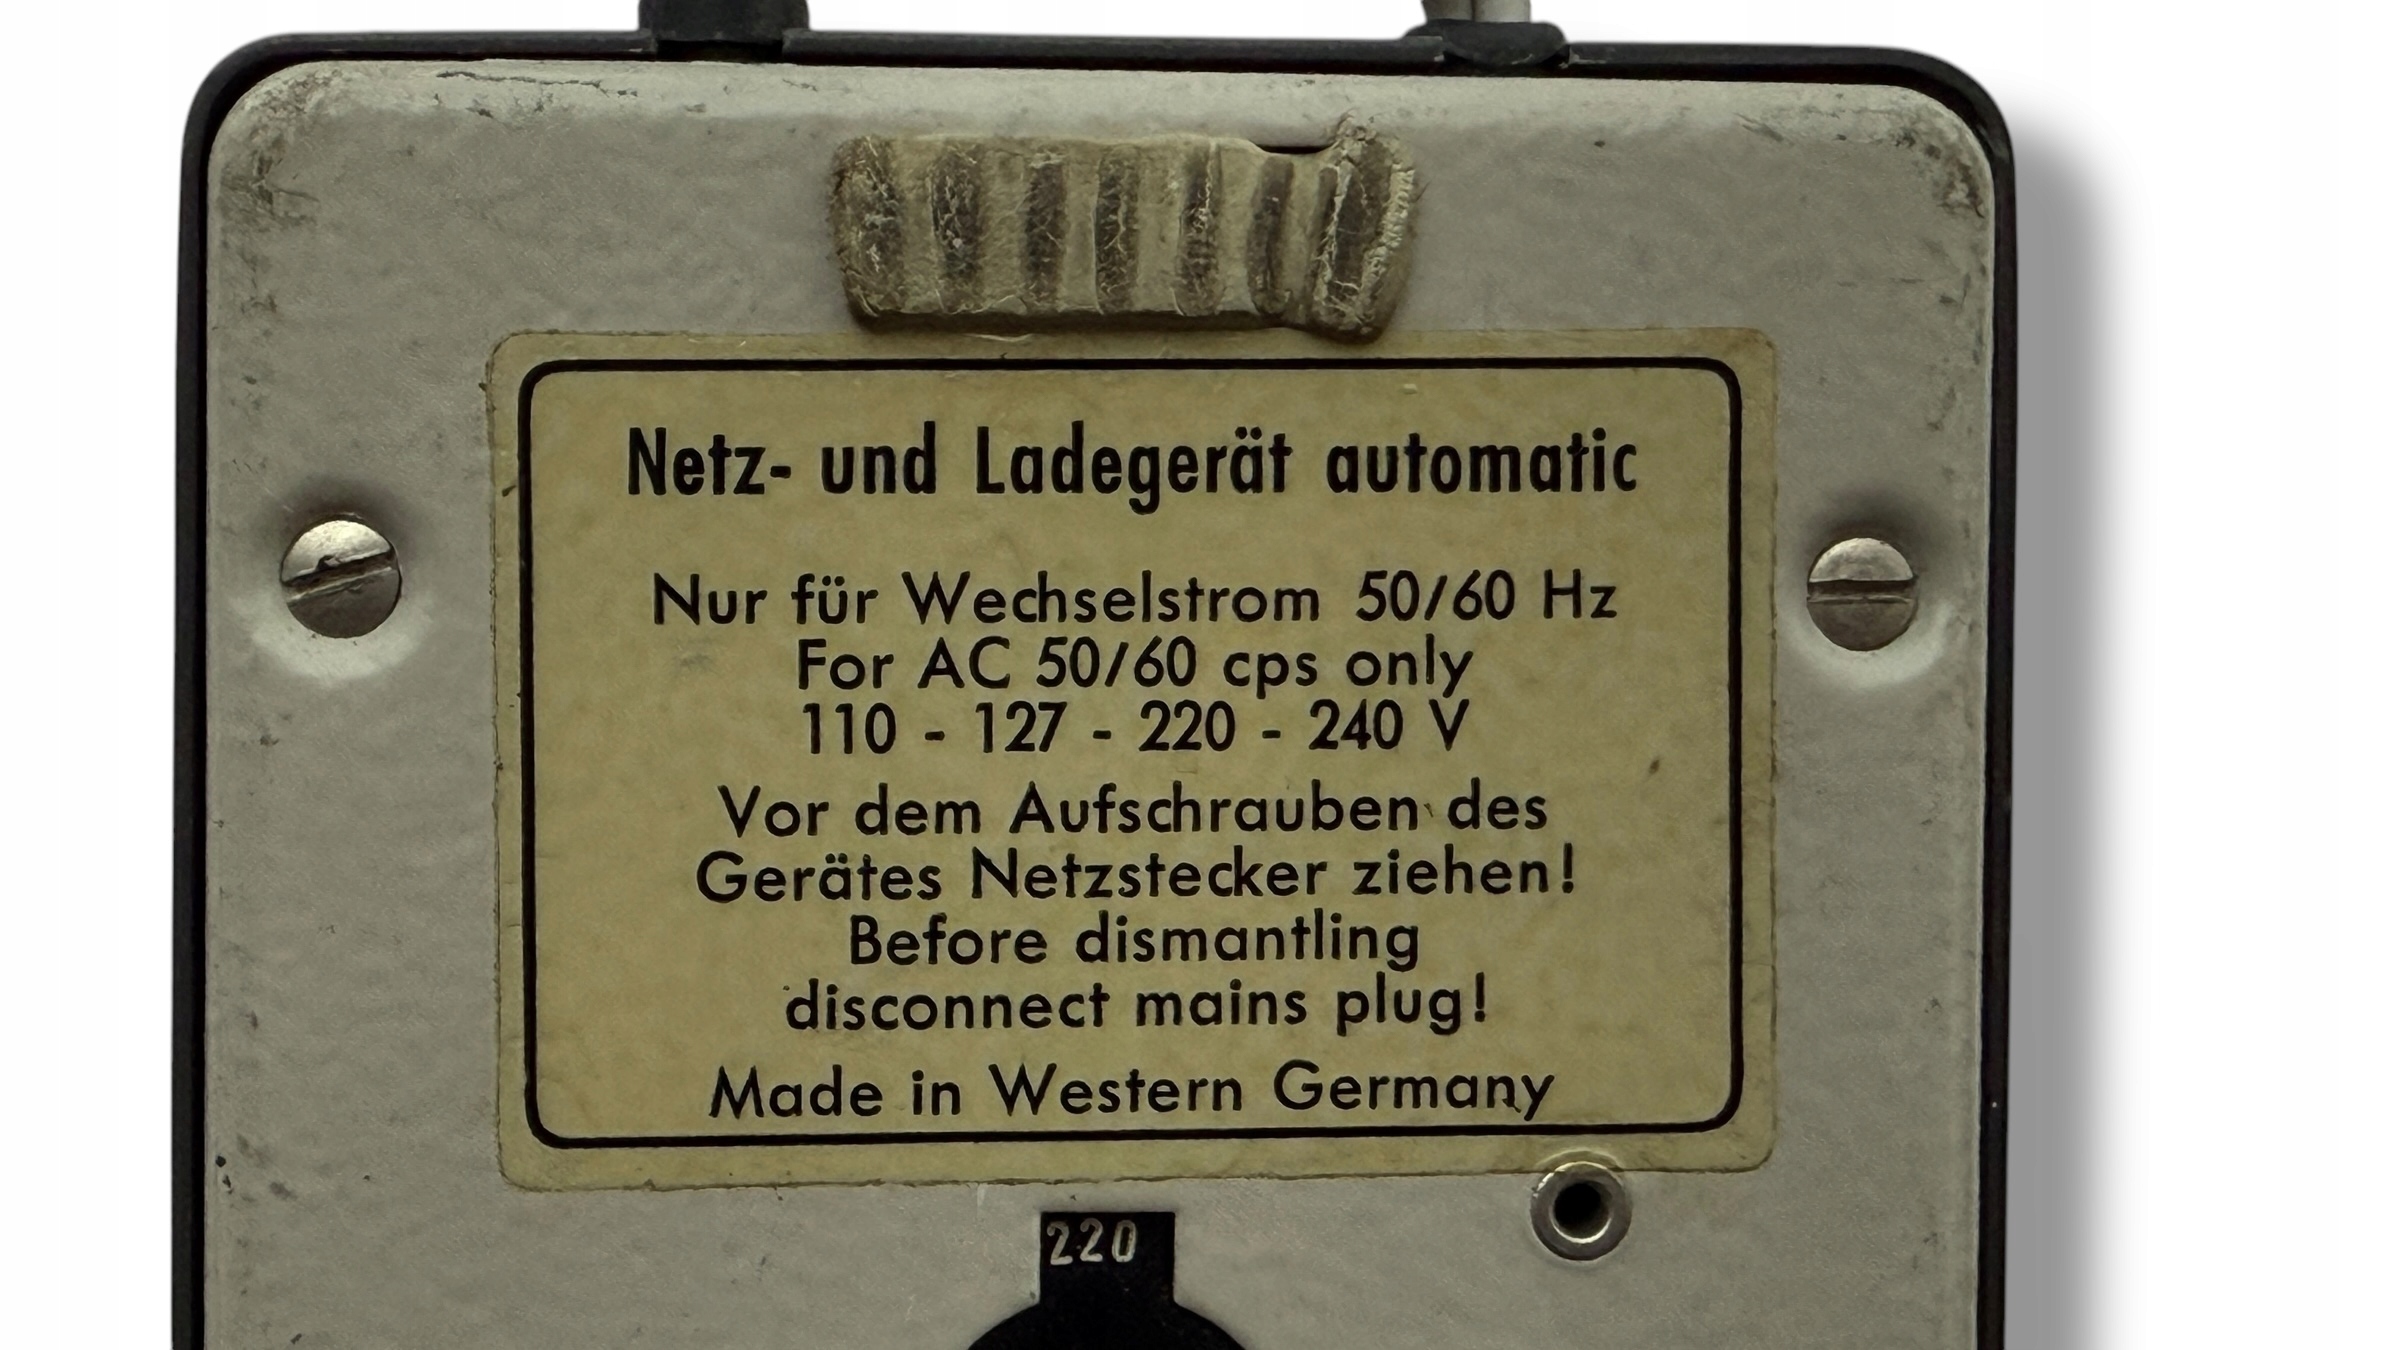 Netz- und Ladegerät automatic
Nur für Wechselstrom 50/60 Hz
For AC 50/60 cps only
110 - 127 - 220 - 240 V
Vor dem Aufschrauben des
Gerätes Netzstecker ziehen!
Before dismantling
disconnect mains plug!
Made in Western Germany
220